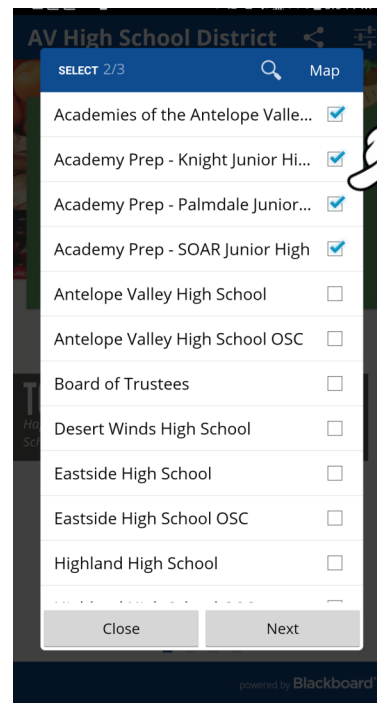 AV High School District
SELECT 2/3
Map
Academies of the Antelope Valle...
Academy Prep - Knight Junior Hi...
Academy Prep - Palmdale Junior...
Academy Prep - SOAR Junior High
Antelope Valley High School
Antelope Valley High School OSC
Board of Trustees
Desert Winds High School
Eastside High School
Eastside High School OSC
Highland High School
Close
Next
powered by Blackboard